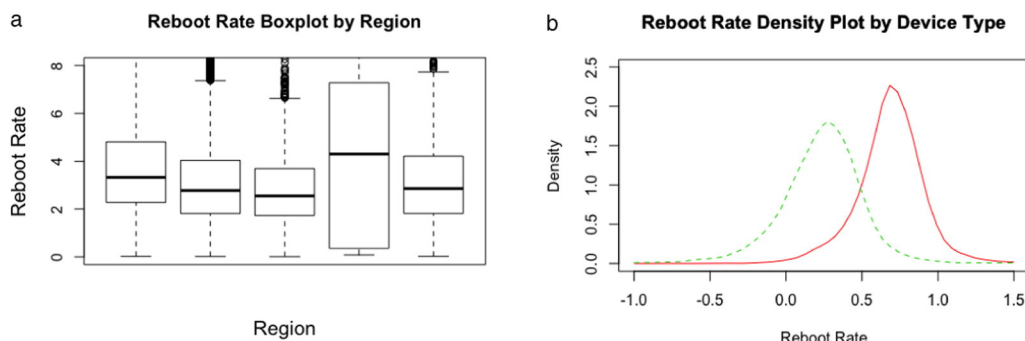 a
Reboot Rate Boxplot by Region
8
6
4
2
0
Reboot Rate
Region
b
Reboot Rate Density Plot by Device Type
2.5
2.0
1.5
1.0
0.5
0.0
Density
-1.0 -0.5 0.0 0.5 1.0 1.5
Reboot Rate